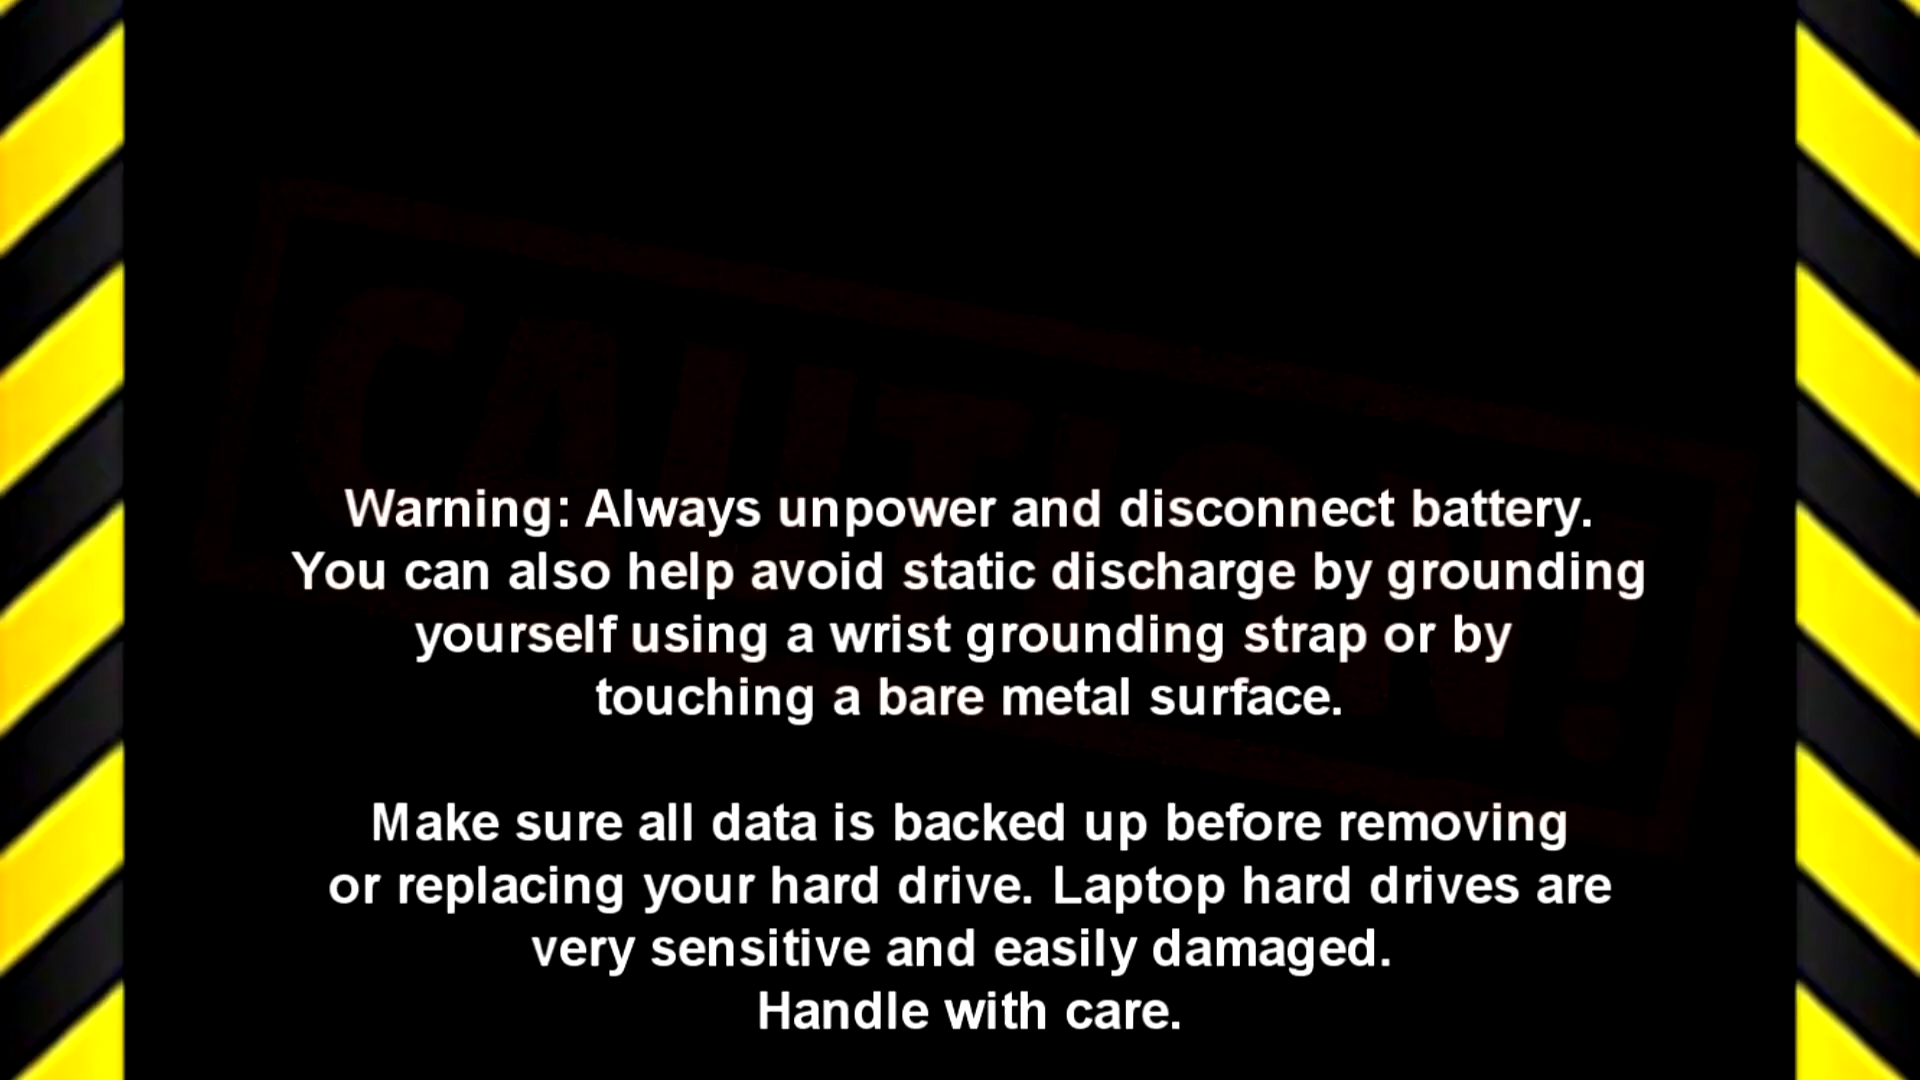 CAUTION!
Warning: Always unpower and disconnect battery.
You can also help avoid static discharge by grounding
yourself using a wrist grounding strap or by
touching a bare metal surface.
Make sure all data is backed up before removing
or replacing your hard drive. Laptop hard drives are
very sensitive and easily damaged.
Handle with care.